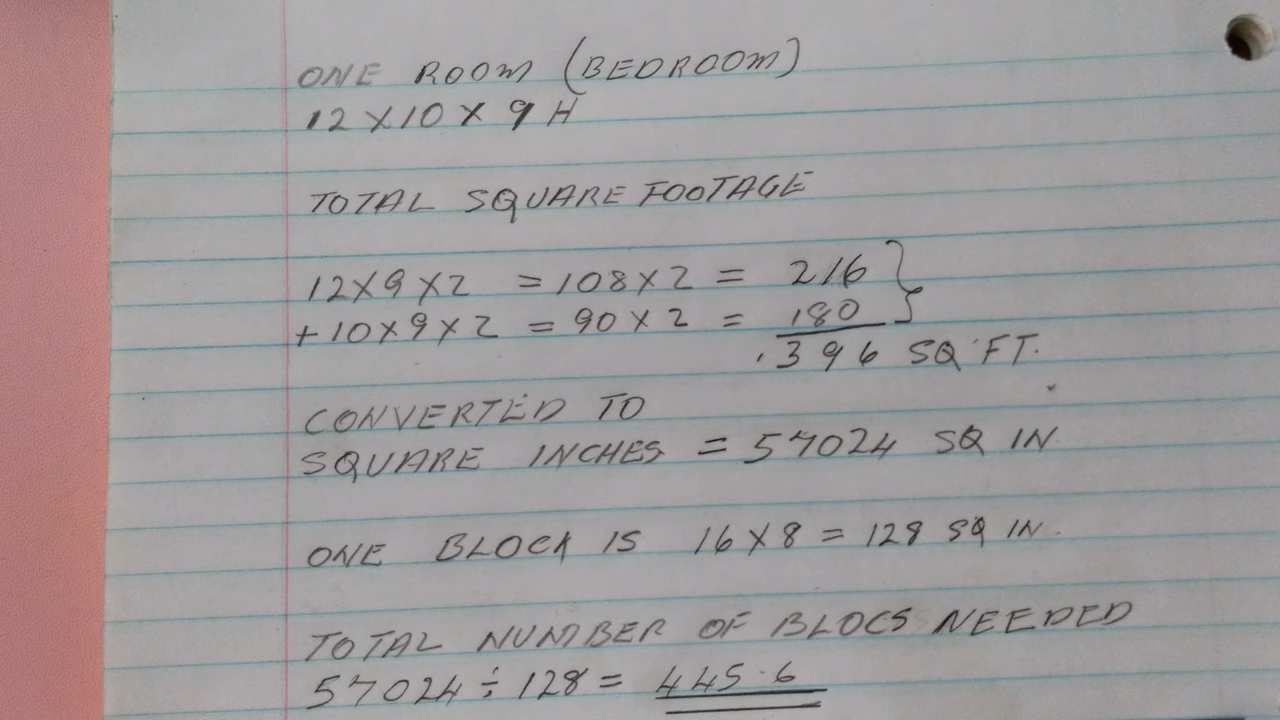 ONE ROOM (BEDROOM)
12 X 10 X 9 H
TOTAL SQUARE FOOTAGE
12 X 9 X 2 = 108 X 2 = 216
+ 10 X 9 X 2 = 90 X 2 = 180
396 SQ FT.
CONVERTED TO
SQUARE INCHES = 57024 SQ IN
ONE BLOCK IS 16 X 8 = 128 SQ IN.
TOTAL NUMBER OF BLOCS NEEDED
57024 ÷ 128 = 445.6